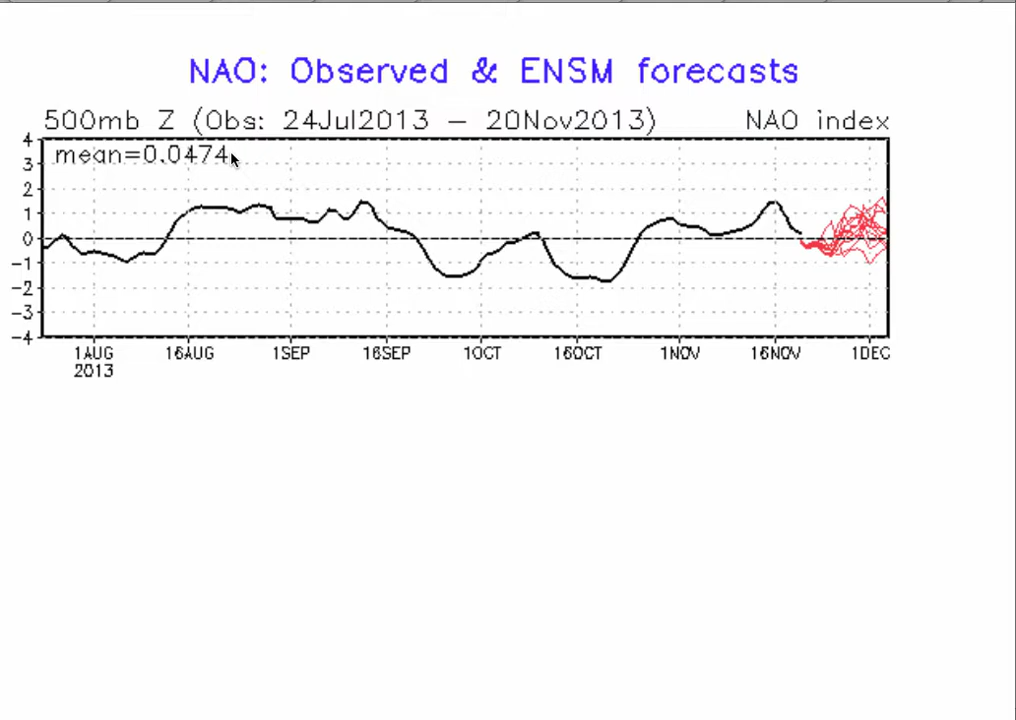 NAO: Observed & ENSM forecasts
500mb Z (Obs: 24Jul2013 – 20Nov2013) NAO index
mean=0.0474
4
3
2
1
0
-1
-2
-3
-4
1AUG 16AUG 1SEP 16SEP 1OCT 16OCT 1NOV 16NOV 1DEC
2013